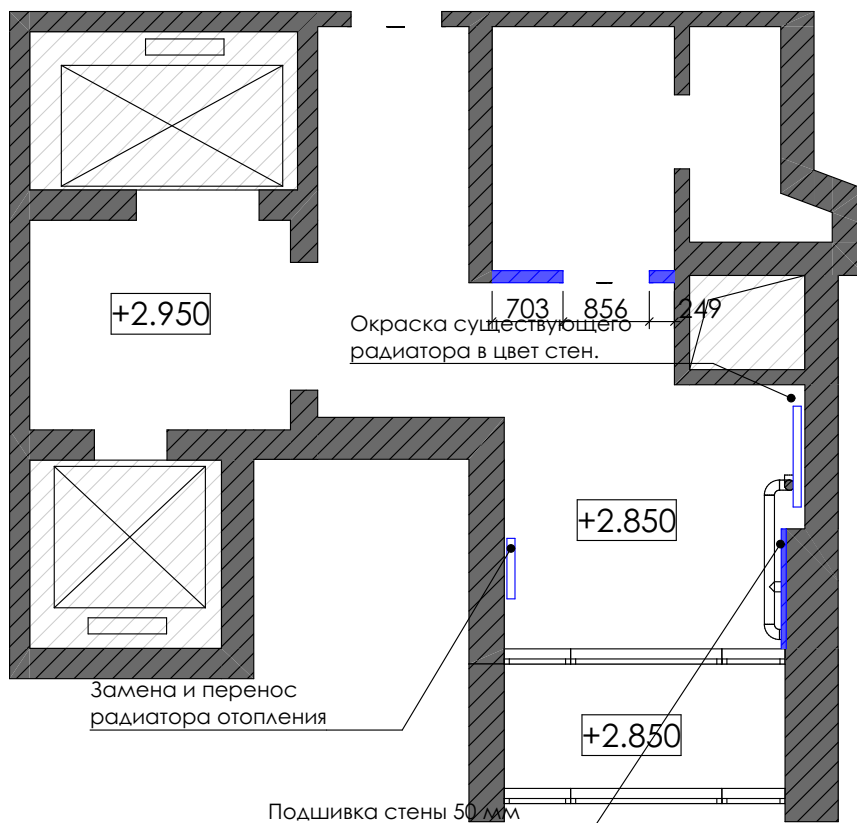 +2.950
703 856 249
Окраска существующего
радиатора в цвет стен.
+2.850
Замена и перенос
радиатора отопления
+2.850
Подшивка стены 50 мм